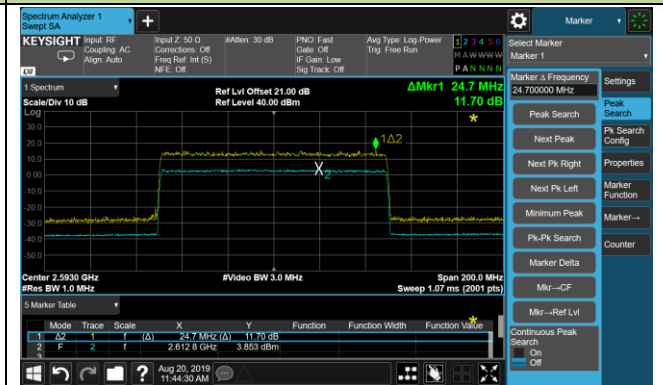 Spectrum Analyzer 1
Swept SA
+
Marker
KEYSIGHT
Input: RF
Coupling: AC
Align: Auto
Input Z: 50 Ω
Corrections: Off
Freq Ref: Int (S)
NFE: Off
#Atten: 30 dB
PNO: Fast
Gate: Off
IF Gain: Low
Sig Track: Off
Avg Type: Log-Power
Trig: Free Run
1 2 3 4 5 6
M A W W W W
P A N N N N
LXI
Select Marker
Marker 1
1 Spectrum
Scale/Div 10 dB
Ref Lvl Offset 21.00 dB
Ref Level 40.00 dBm
ΔMkr1 24.7 MHz
11.70 dB
Log
30.0
20.0
10.0
0.00
-10.0
-20.0
-30.0
-40.0
-50.0
1Δ2
X2
Center 2.5930 GHz
#Res BW 1.0 MHz
#Video BW 3.0 MHz
Span 200.0 MHz
Sweep 1.07 ms (2001 pts)
5 Marker Table
Mode Trace Scale X Y Function Function Width Function Value
1 Δ2 1 f (Δ) 24.7 MHz (Δ) 11.70 dB
2 F 2 f 2.612 8 GHz 3.853 dBm
3
Marker Δ Frequency
24.700000 MHz
Peak Search
Next Peak
Next Pk Right
Next Pk Left
Minimum Peak
Pk-Pk Search
Marker Delta
Mkr→CF
Mkr→Ref Lvl
Continuous Peak
Search
On
Off
Settings
Peak
Search
Pk Search
Config
Properties
Marker
Function
Marker→
Counter
?
Aug 20, 2019
11:44:30 AM